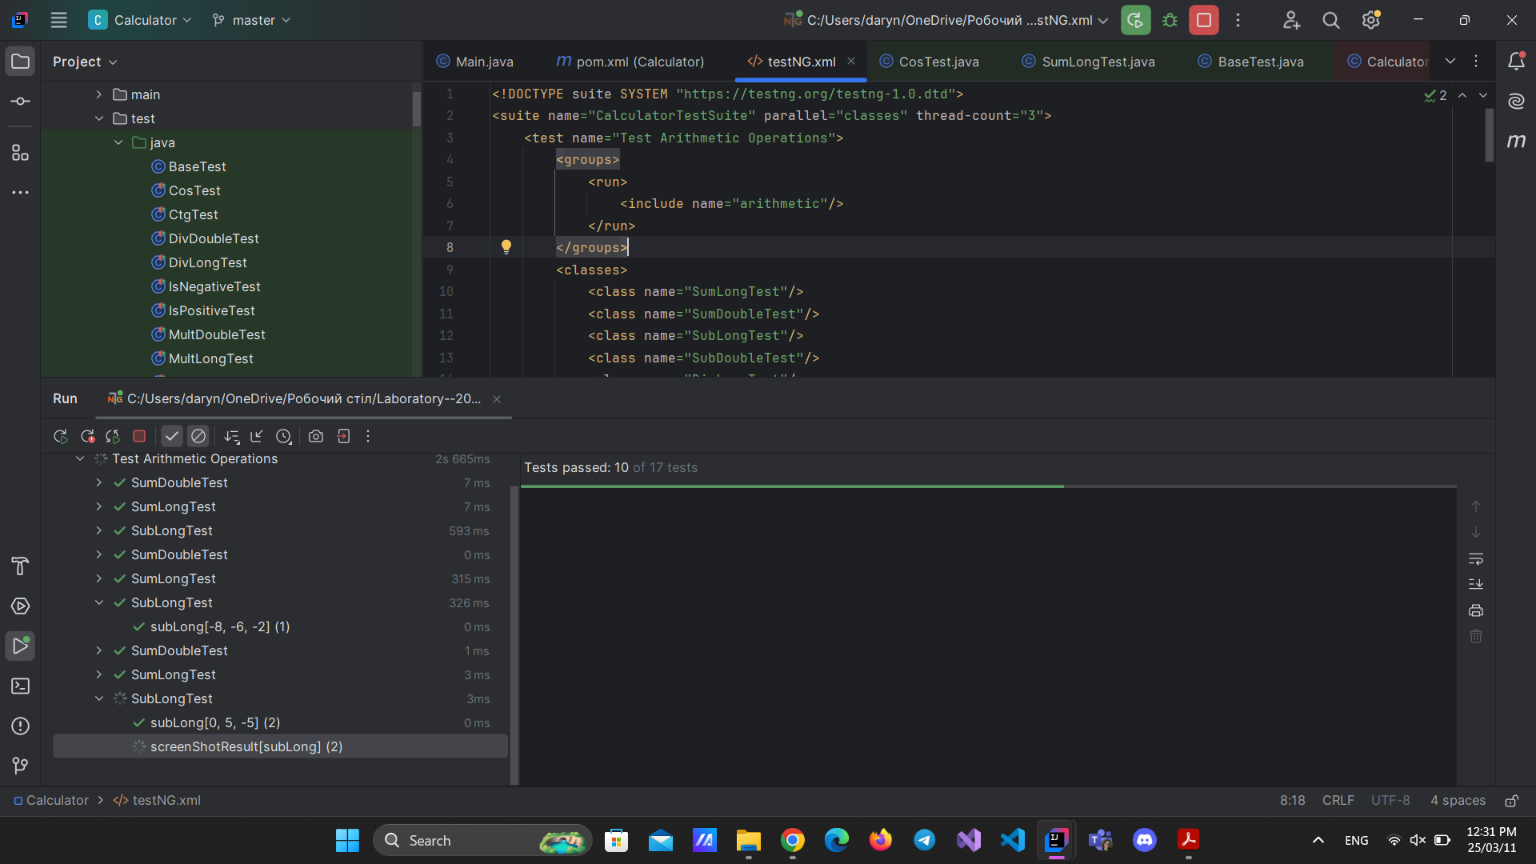 Calculator
master
C:/Users/daryn/OneDrive/Робочий ...stNG.xml
Project
Main.java
pom.xml (Calculator)
testNG.xml
CosTest.java
SumLongTest.java
BaseTest.java
Calculator
main
test
java
BaseTest
CosTest
CtgTest
DivDoubleTest
DivLongTest
IsNegativeTest
IsPositiveTest
MultDoubleTest
MultLongTest
2
1 <!DOCTYPE suite SYSTEM "https://testng.org/testng-1.0.dtd">
2 <suite name="CalculatorTestSuite" parallel="classes" thread-count="3">
3 <test name="Test Arithmetic Operations">
4 <groups>
5 <run>
6 <include name="arithmetic"/>
7 </run>
8 </groups>
9 <classes>
10 <class name="SumLongTest"/>
11 <class name="SumDoubleTest"/>
12 <class name="SubLongTest"/>
13 <class name="SubDoubleTest"/>
Run
C:/Users/daryn/OneDrive/Робочий стіл/Laboratory--20...
Test Arithmetic Operations 2s 665ms
SumDoubleTest 7 ms
SumLongTest 7 ms
SubLongTest 593 ms
SumDoubleTest 0 ms
SumLongTest 315 ms
SubLongTest 326 ms
subLong[-8, -6, -2] (1) 0 ms
SumDoubleTest 1 ms
SumLongTest 3 ms
SubLongTest 3ms
subLong[0, 5, -5] (2) 0 ms
screenShotResult[subLong] (2)
Tests passed: 10 of 17 tests
Calculator > testNG.xml
8:18 CRLF UTF-8 4 spaces
Search
ENG
12:31 PM
25/03/11